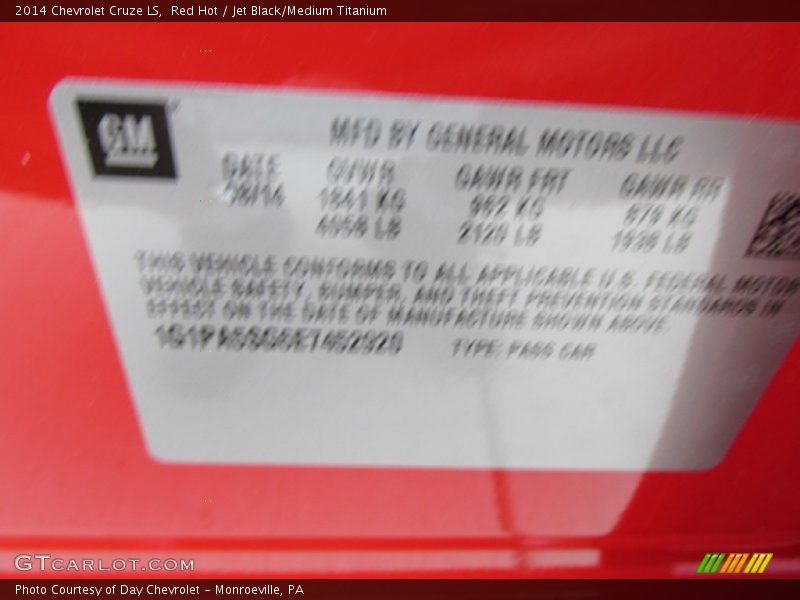 2014 Chevrolet Cruze LS,  Red Hot / Jet Black/Medium Titanium
GM
MFD BY GENERAL MOTORS LLC
DATE GVWR GAWR FRT GAWR RR
08/14 1841 KG 962 KG 879 KG
4058 LB 2120 LB 1938 LB
THIS VEHICLE CONFORMS TO ALL APPLICABLE U.S. FEDERAL MOTOR
VEHICLE SAFETY, BUMPER, AND THEFT PREVENTION STANDARDS IN
EFFECT ON THE DATE OF MANUFACTURE SHOWN ABOVE.
1G1PA5SG6E7452920 TYPE: PASS CAR
GTCARLOT.COM
Photo Courtesy of Day Chevrolet - Monroeville, PA